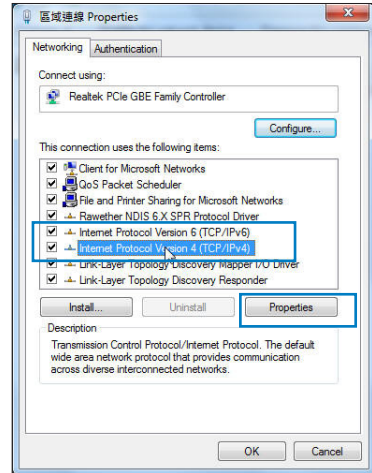 區域連線 Properties
Networking
Authentication
Connect using:
Realtek PCIe GBE Family Controller
Configure...
This connection uses the following items:
Client for Microsoft Networks
QoS Packet Scheduler
File and Printer Sharing for Microsoft Networks
Rawether NDIS 6.X SPR Protocol Driver
Internet Protocol Version 6 (TCP/IPv6)
Internet Protocol Version 4 (TCP/IPv4)
Link-Layer Topology Discovery Mapper I/O Driver
Link-Layer Topology Discovery Responder
Install...
Uninstall
Properties
Description
Transmission Control Protocol/Internet Protocol. The default
wide area network protocol that provides communication
across diverse interconnected networks.
OK
Cancel